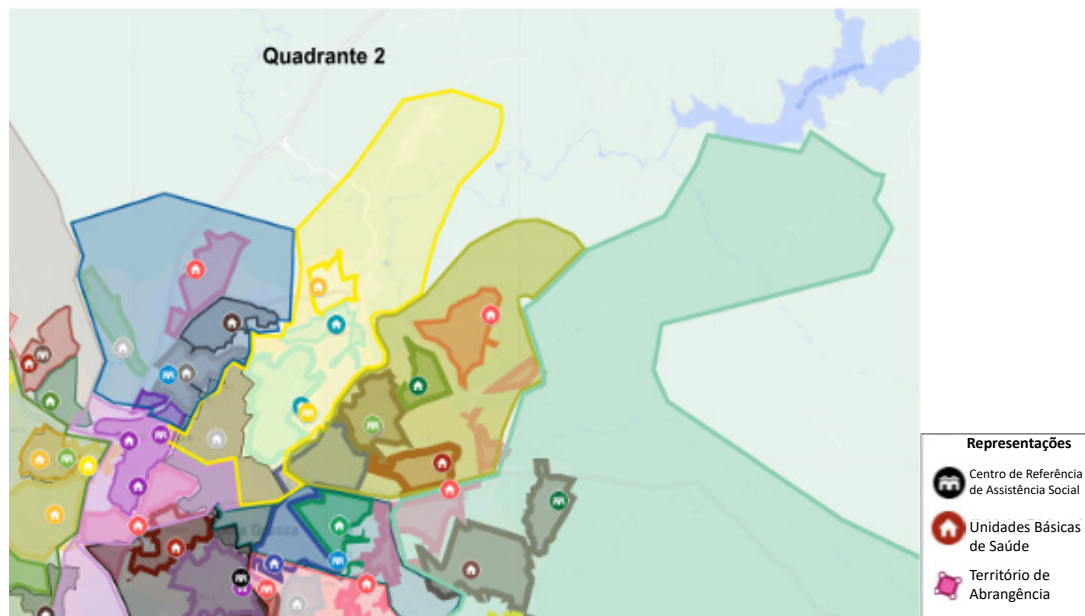 Quadrante 2
Representações
Centro de Referência
de Assistência Social
Unidades Básicas
de Saúde
Território de
Abrangência